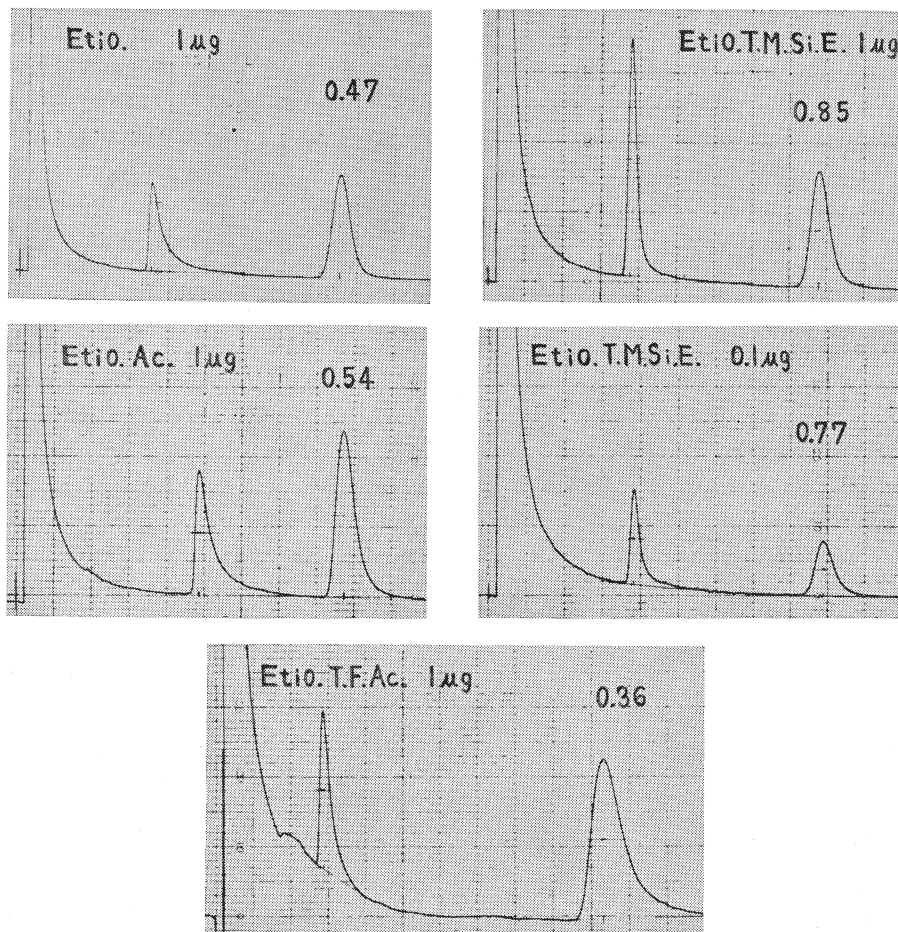 Etio. 1µg
0.47
Etio.T.M.Si.E. 1µg
0.85
Etio.Ac. 1µg
0.54
Etio.T.M.Si.E. 0.1µg
0.77
Etio.T.F.Ac. 1µg
0.36